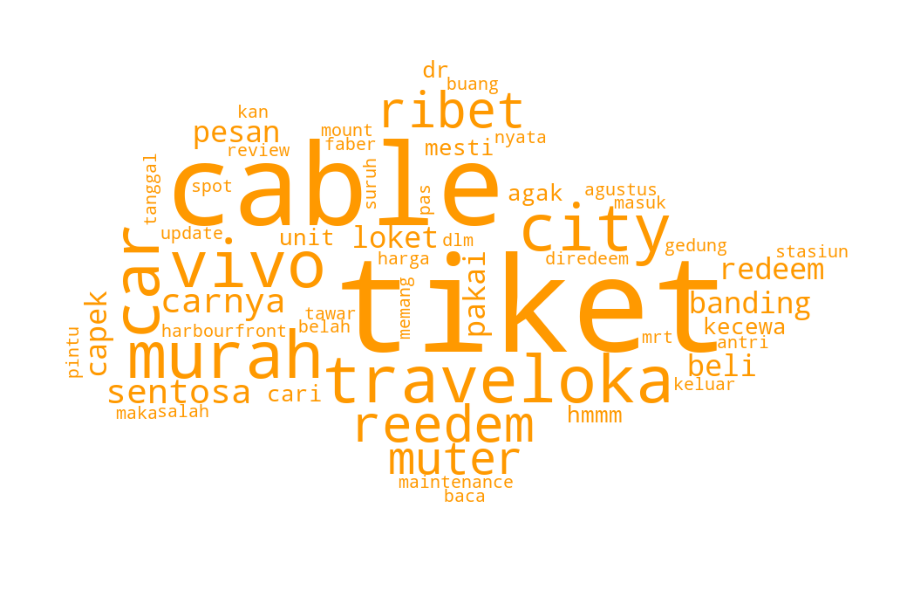 dr
buang
ribet
kan
pesan
mount
nyata
faber
mesti
review
cable
tanggal
suruh
spot
pas
agak
agustus
masuk
city
update
unit
loket
dlm
gedung
stasiun
car
vivo
harga
diredeem
redeem
pakai
tiket
carnya
memang
banding
tawar
belah
harbourfront
kecewa
mrt
antri
capek
pintu
murah
traveloka
beli
keluar
sentosa
cari
maka
salah
hmmm
reedem
muter
maintenance
baca